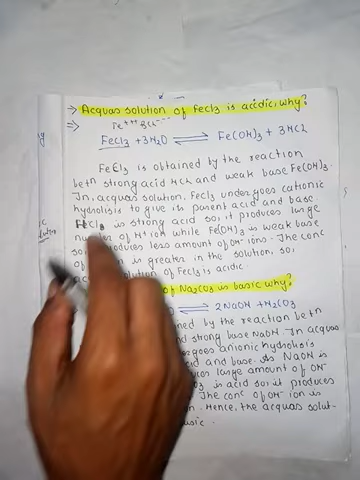 → Acquas solution of FeCl3 is acidic, why?
⇒ Fe+++ 3Cl---
FeCl3 + 3H2O ⇌ Fe(OH)3 + 3HCl
FeCl3 is obtained by the reaction
betn strong acid HCl and weak base Fe(OH)3.
In, acquas solution, FeCl3 undergoes cationic
hydrolisis to give its parent acid and base.
is strong acid so, it produces large
number of H+ ion while Fe(OH)3 is weak base
so produces less amount of OH- ions. The conc
of is greater in the solution, so,
solution of FeCl3 is acidic.
of Na2CO3 is basic why?
⇌ 2NaOH + H2CO3
ned by the reaction betn
nd strong base NaOH. In acquas
goes anionic hydrolisis
cid and base. As NaOH is
large amount of OH-
is acid so, it produces
The conc of OH- ion is
Hence, the acquas solut-